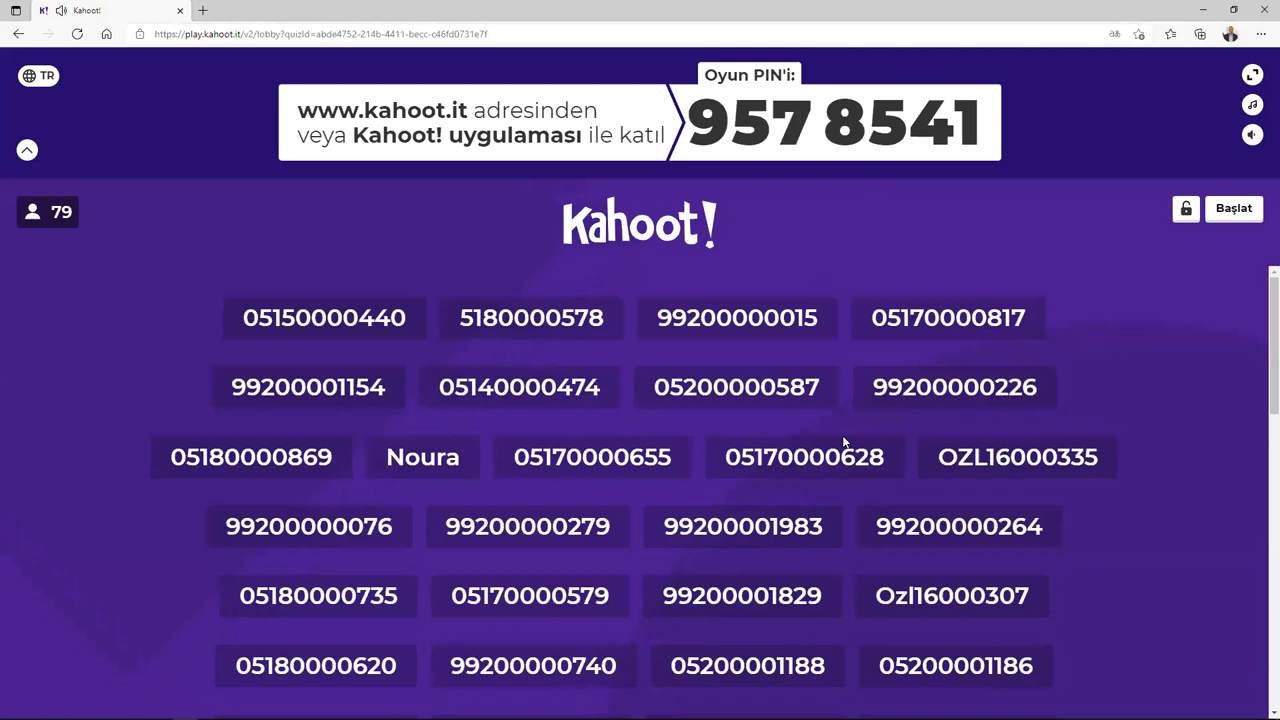 Kahoot!
https://play.kahoot.it/v2/lobby?quizId=abde4752-214b-4411-becc-c46fd0731e7f
TR
Oyun PIN'i:
www.kahoot.it adresinden
veya Kahoot! uygulaması ile katıl
957 8541
79
Kahoot!
Başlat
05150000440 5180000578 99200000015 05170000817
99200001154 05140000474 05200000587 99200000226
05180000869 Noura 05170000655 05170000628 OZL16000335
99200000076 99200000279 99200001983 99200000264
05180000735 05170000579 99200001829 Ozl16000307
05180000620 99200000740 05200001188 05200001186